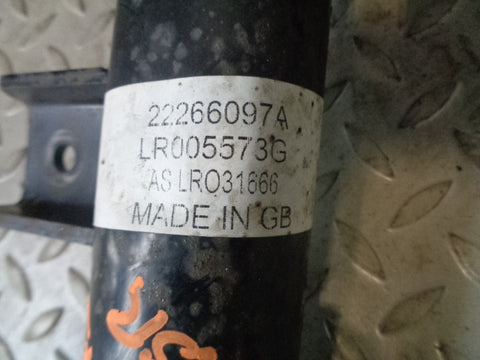 22266097A
LR005573G
AS LR031666
MADE IN GB